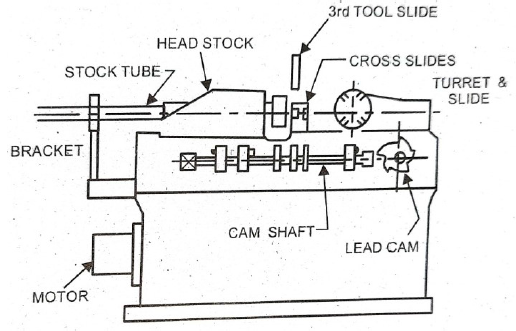 3rd TOOL SLIDE
HEAD STOCK
CROSS SLIDES
STOCK TUBE
TURRET &
SLIDE
BRACKET
CAM SHAFT
LEAD CAM
MOTOR